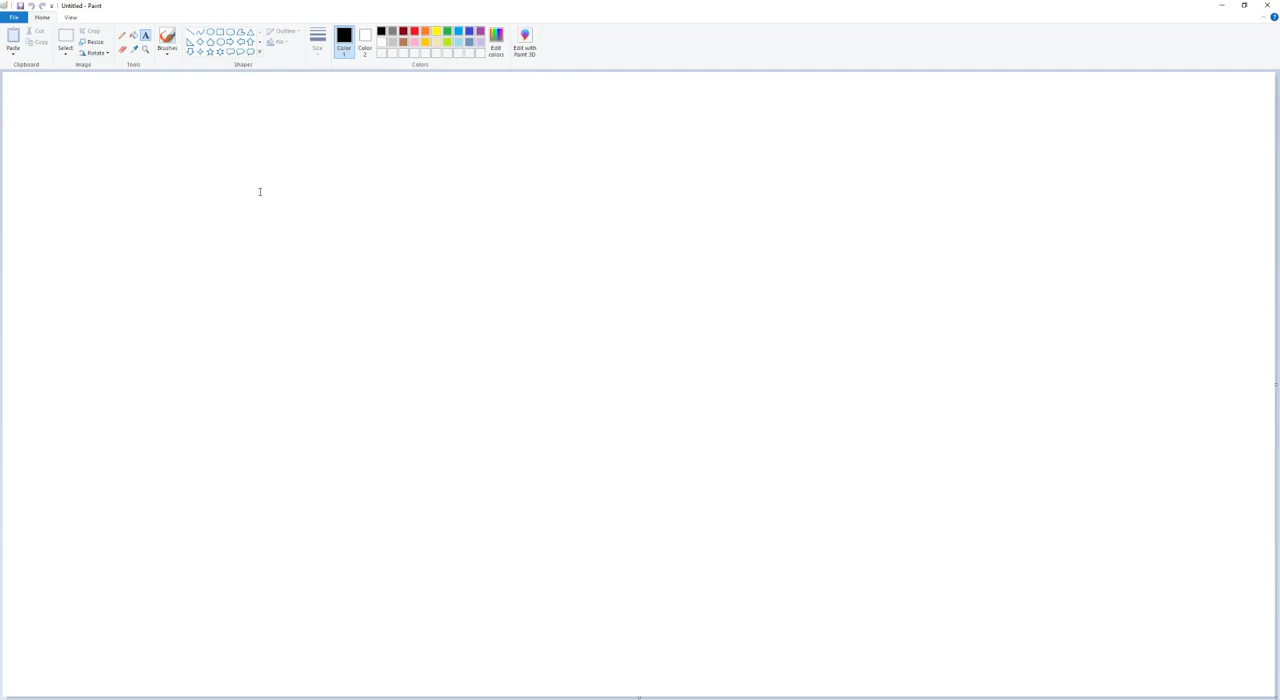 Untitled - Paint
File Home View
Paste
Cut
Copy
Clipboard
Select
Crop
Resize
Rotate
Image
A
Tools
Brushes
Shapes
Outline
Fill
Size
Color 1
Color 2
Colors
Edit colors
Edit with Paint 3D